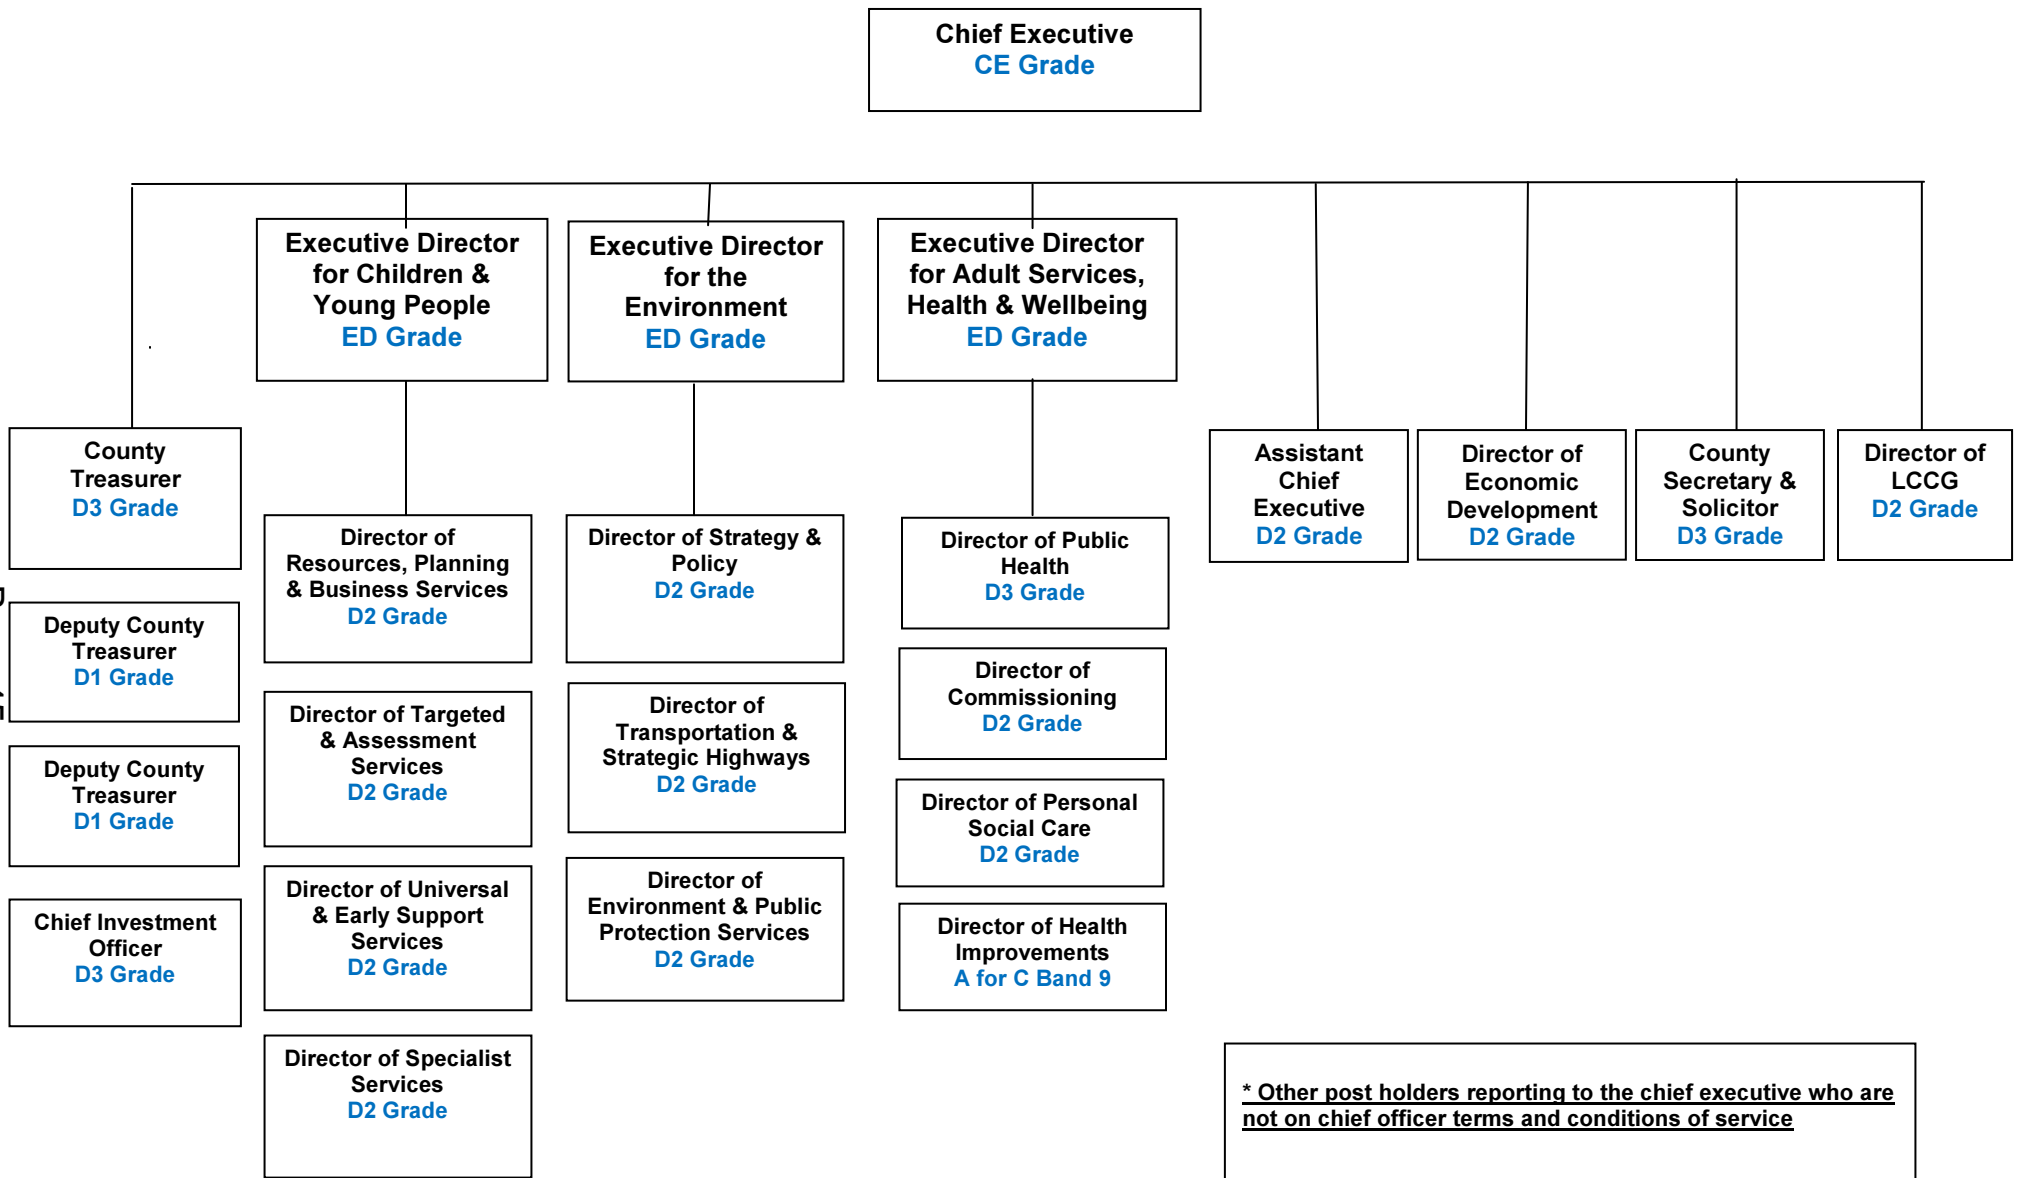 Chief Executive
CE Grade
Executive Director
for Children &
Young People
ED Grade
Executive Director
for the
Environment
ED Grade
Executive Director
for Adult Services,
Health & Wellbeing
ED Grade
County
Treasurer
D3 Grade
Assistant
Chief
Executive
D2 Grade
Director of
Economic
Development
D2 Grade
County
Secretary &
Solicitor
D3 Grade
Director of
LCCG
D2 Grade
Deputy County
Treasurer
D1 Grade
Deputy County
Treasurer
D1 Grade
Chief Investment
Officer
D3 Grade
Director of
Resources, Planning
& Business Services
D2 Grade
Director of Targeted
& Assessment
Services
D2 Grade
Director of Universal
& Early Support
Services
D2 Grade
Director of Specialist
Services
D2 Grade
Director of Strategy &
Policy
D2 Grade
Director of
Transportation &
Strategic Highways
D2 Grade
Director of
Environment & Public
Protection Services
D2 Grade
Director of Public
Health
D3 Grade
Director of
Commissioning
D2 Grade
Director of Personal
Social Care
D2 Grade
Director of Health
Improvements
A for C Band 9
* Other post holders reporting to the chief executive who are
not on chief officer terms and conditions of service